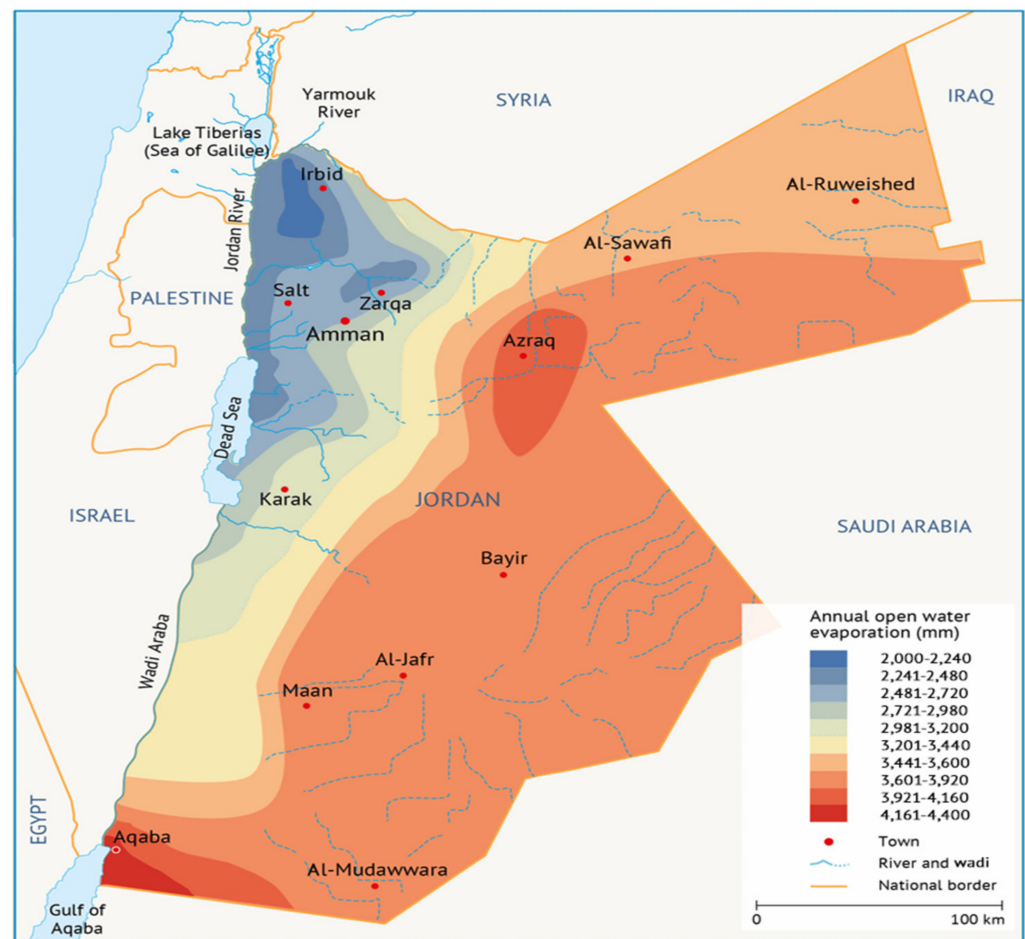 SYRIA
IRAQ
Yarmouk
River
Lake Tiberias
(Sea of Galilee)
Irbid
Al-Ruweished
Jordan River
Al-Sawafi
PALESTINE
Salt
Zarqa
Amman
Azraq
Dead Sea
Karak
JORDAN
ISRAEL
SAUDI ARABIA
Bayir
Wadi Araba
Al-Jafr
Maan
EGYPT
Aqaba
Al-Mudawwara
Gulf of
Aqaba
Annual open water
evaporation (mm)
2,000-2,240
2,241-2,480
2,481-2,720
2,721-2,980
2,981-3,200
3,201-3,440
3,441-3,600
3,601-3,920
3,921-4,160
4,161-4,400
Town
River and wadi
National border
0 100 km